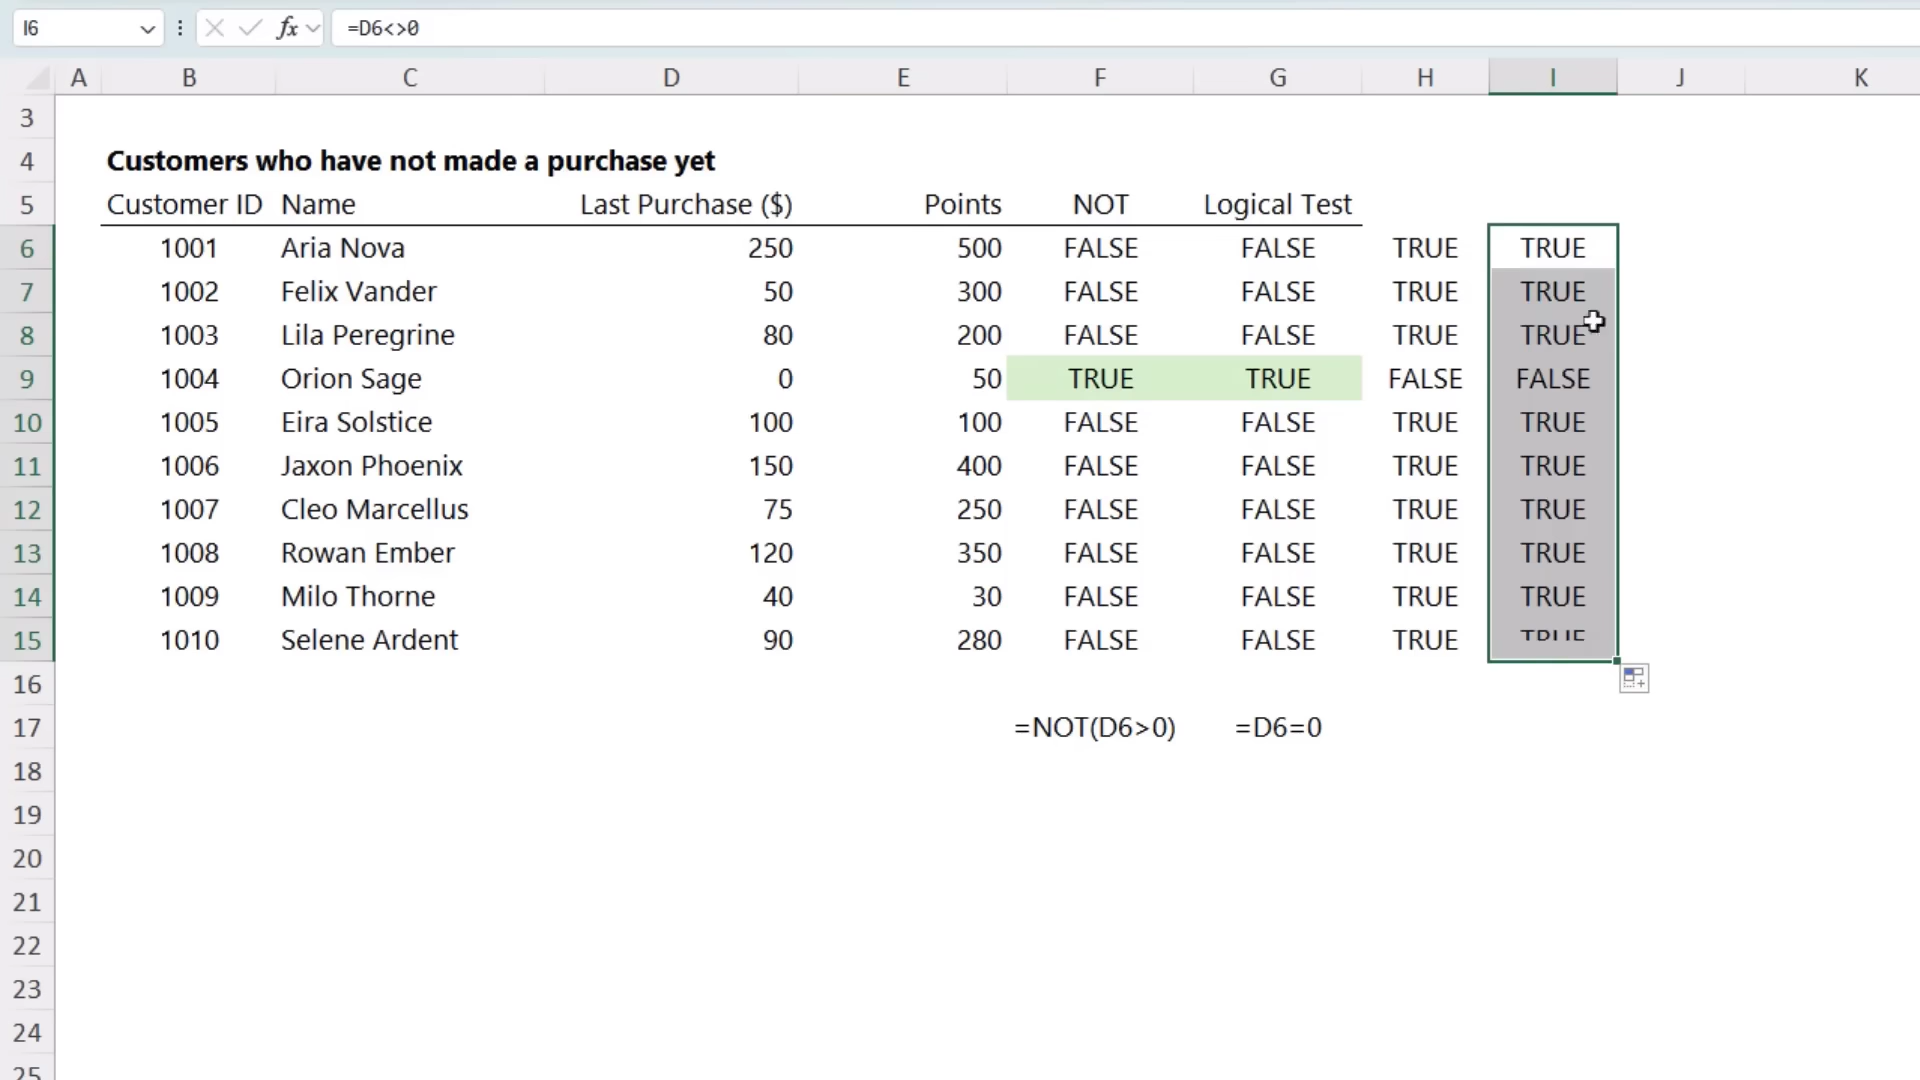 I6 fx =D6<>0
A B C D E F G H I J K
3
4 Customers who have not made a purchase yet
5 Customer ID Name Last Purchase ($) Points NOT Logical Test
6 1001 Aria Nova 250 500 FALSE FALSE TRUE TRUE
7 1002 Felix Vander 50 300 FALSE FALSE TRUE TRUE
8 1003 Lila Peregrine 80 200 FALSE FALSE TRUE TRUE
9 1004 Orion Sage 0 50 TRUE TRUE FALSE FALSE
10 1005 Eira Solstice 100 100 FALSE FALSE TRUE TRUE
11 1006 Jaxon Phoenix 150 400 FALSE FALSE TRUE TRUE
12 1007 Cleo Marcellus 75 250 FALSE FALSE TRUE TRUE
13 1008 Rowan Ember 120 350 FALSE FALSE TRUE TRUE
14 1009 Milo Thorne 40 30 FALSE FALSE TRUE TRUE
15 1010 Selene Ardent 90 280 FALSE FALSE TRUE TRUE
16
17 =NOT(D6>0) =D6=0
18
19
20
21
22
23
24
25